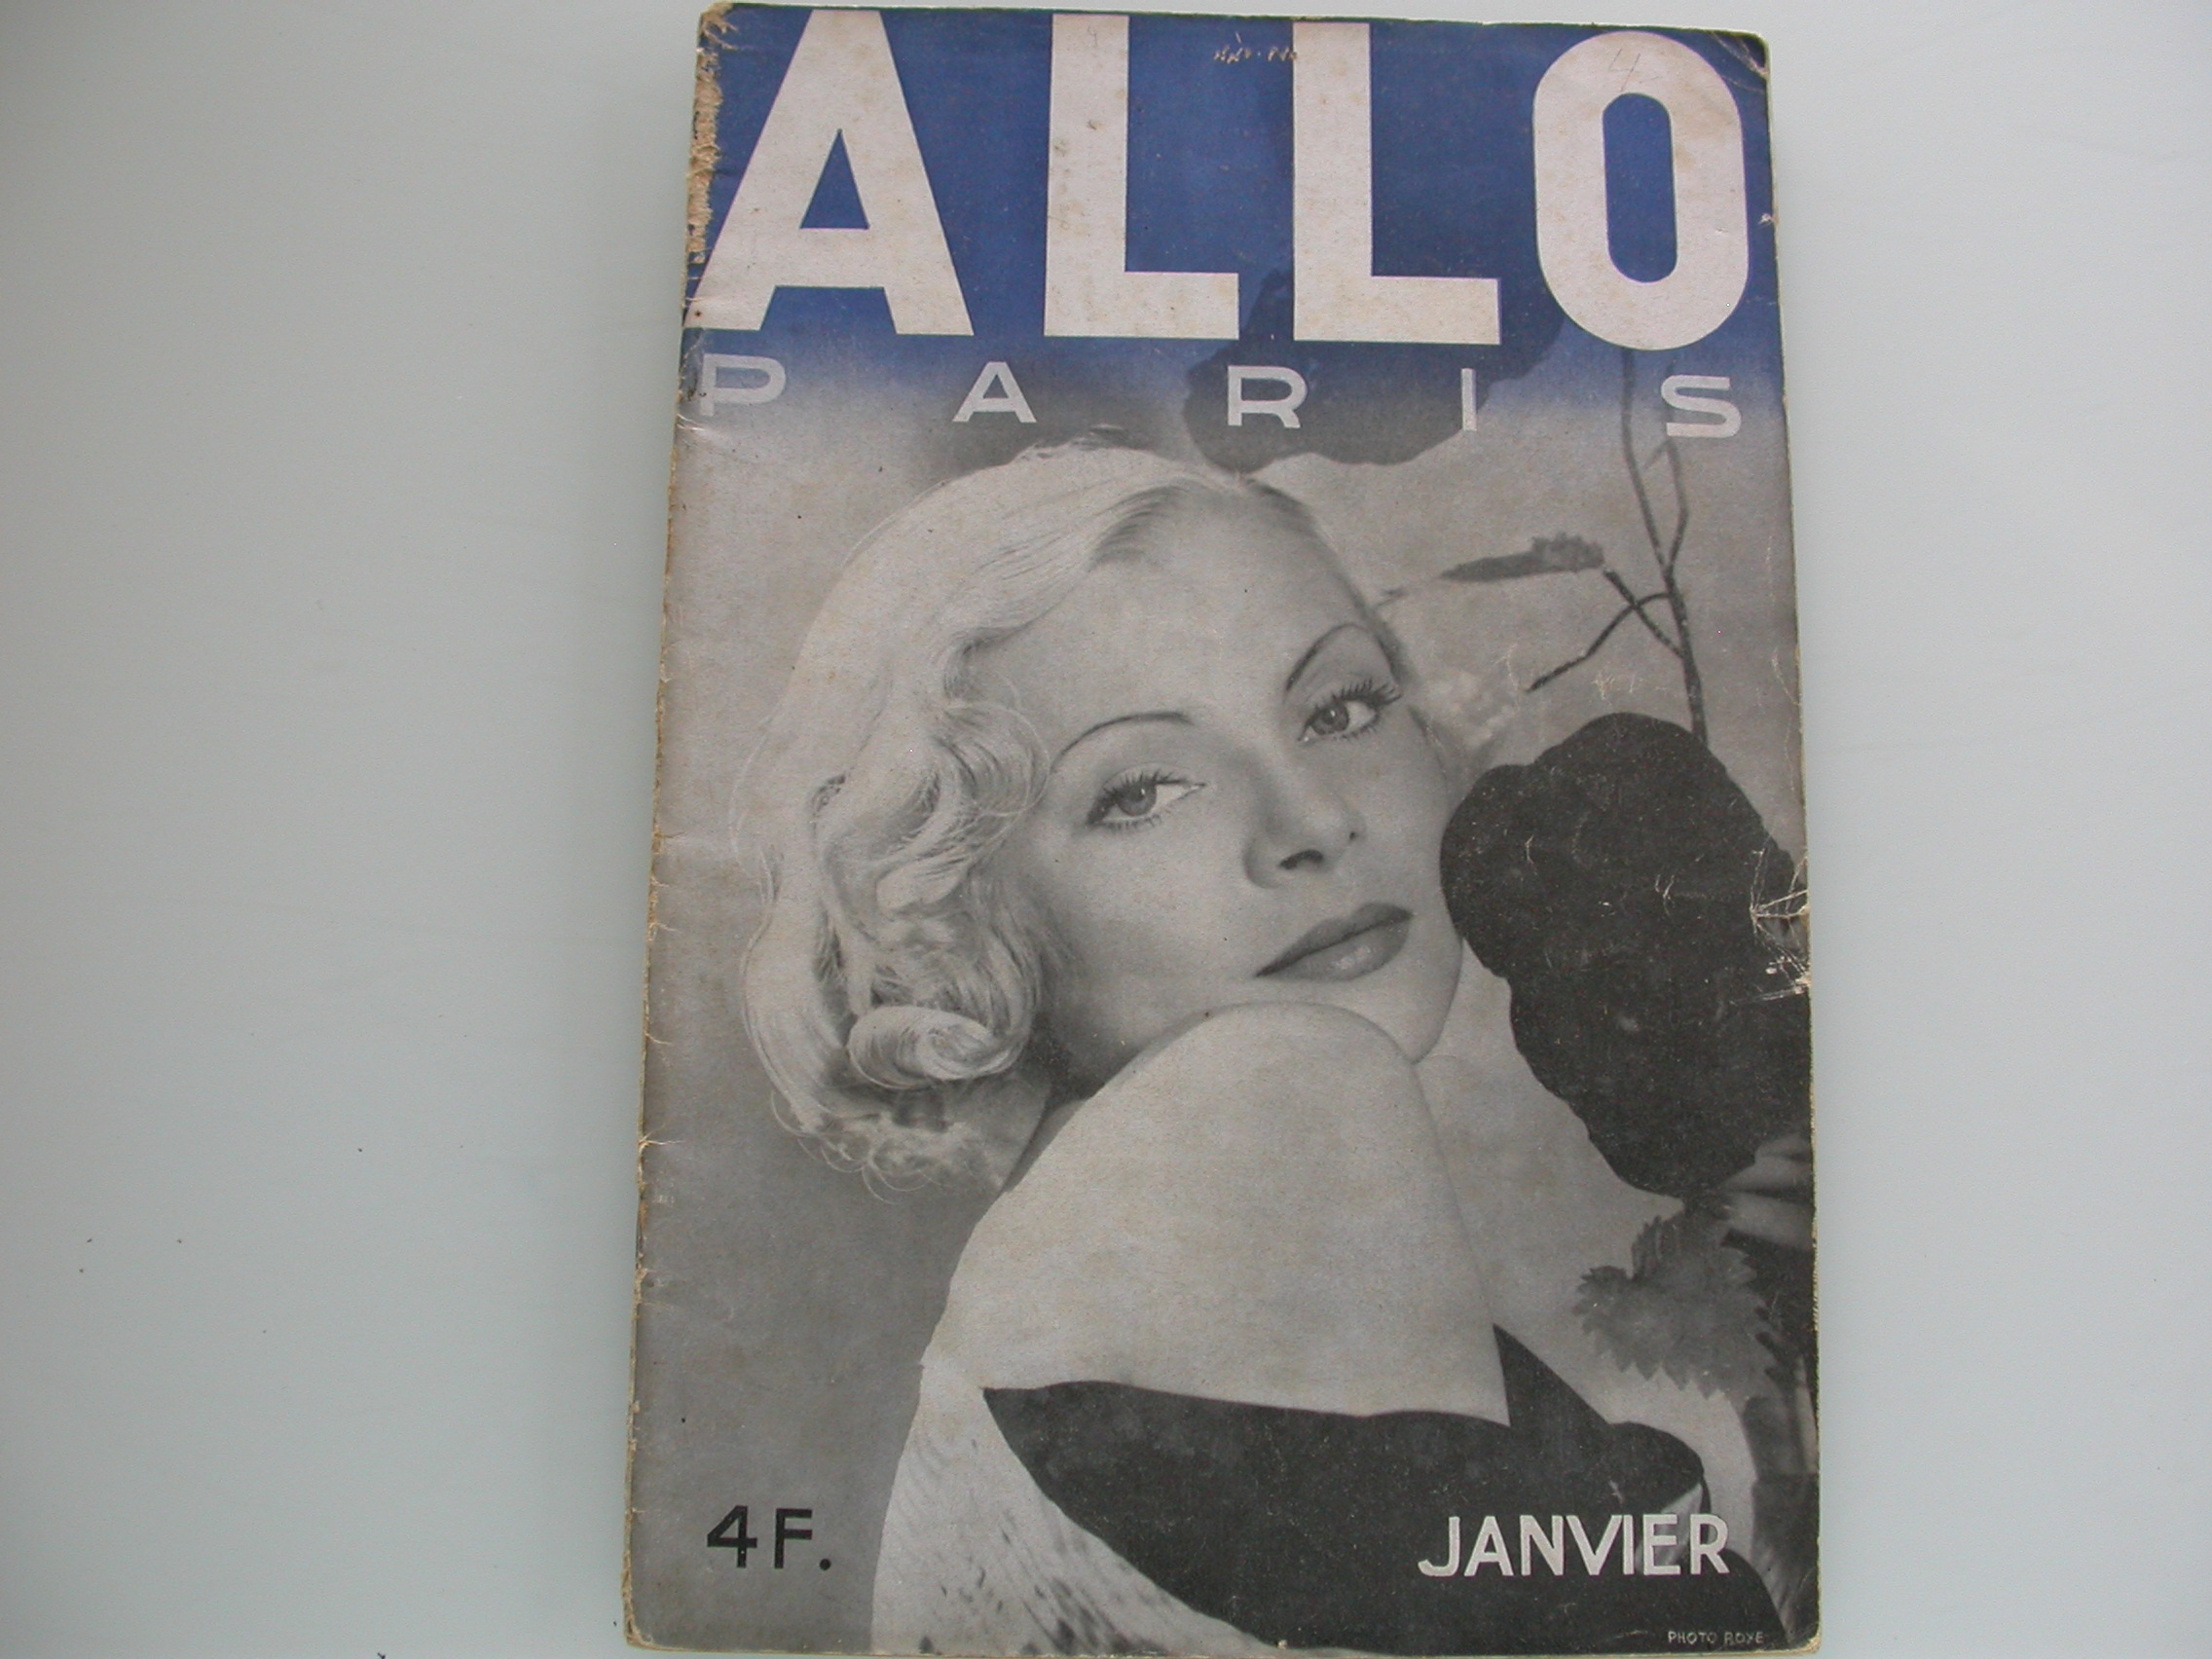 ALLO
PARIS
4F.
JANVIER
PHOTO ROYE